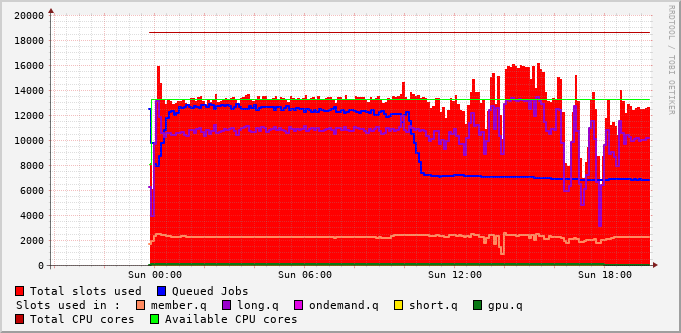 20000
18000
16000
14000
12000
10000
8000
6000
4000
2000
0
Sun 00:00 Sun 06:00 Sun 12:00 Sun 18:00
RRDTOOL / TOBI OETIKER
Total slots used Queued Jobs
Slots used in : member.q long.q ondemand.q short.q gpu.q
Total CPU cores Available CPU cores